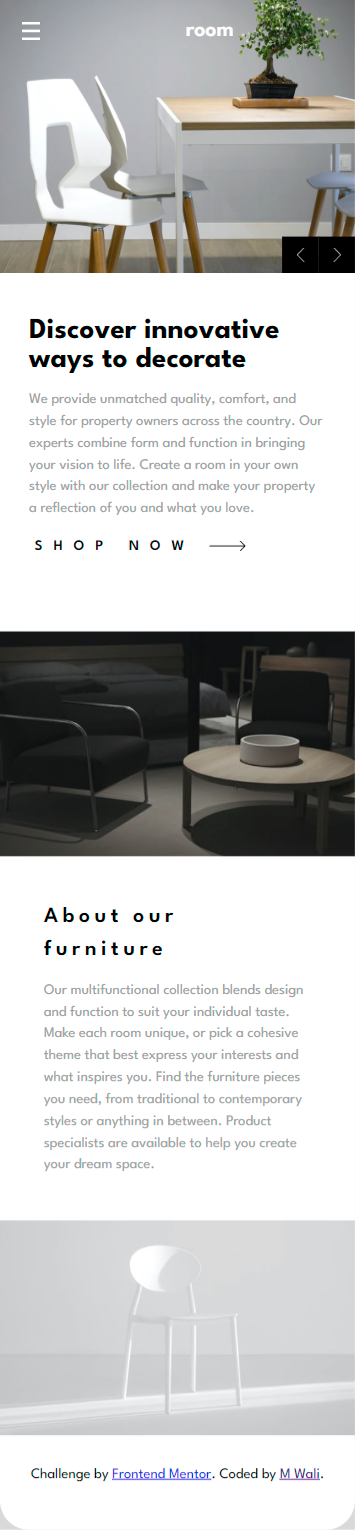 room
Discover innovative
ways to decorate
We provide unmatched quality, comfort, and
style for property owners across the country. Our
experts combine form and function in bringing
your vision to life. Create a room in your own
style with our collection and make your property
a reflection of you and what you love.
SHOP NOW
About our
furniture
Our multifunctional collection blends design
and function to suit your individual taste.
Make each room unique, or pick a cohesive
theme that best express your interests and
what inspires you. Find the furniture pieces
you need, from traditional to contemporary
styles or anything in between. Product
specialists are available to help you create
your dream space.
Challenge by Frontend Mentor. Coded by M Wali.